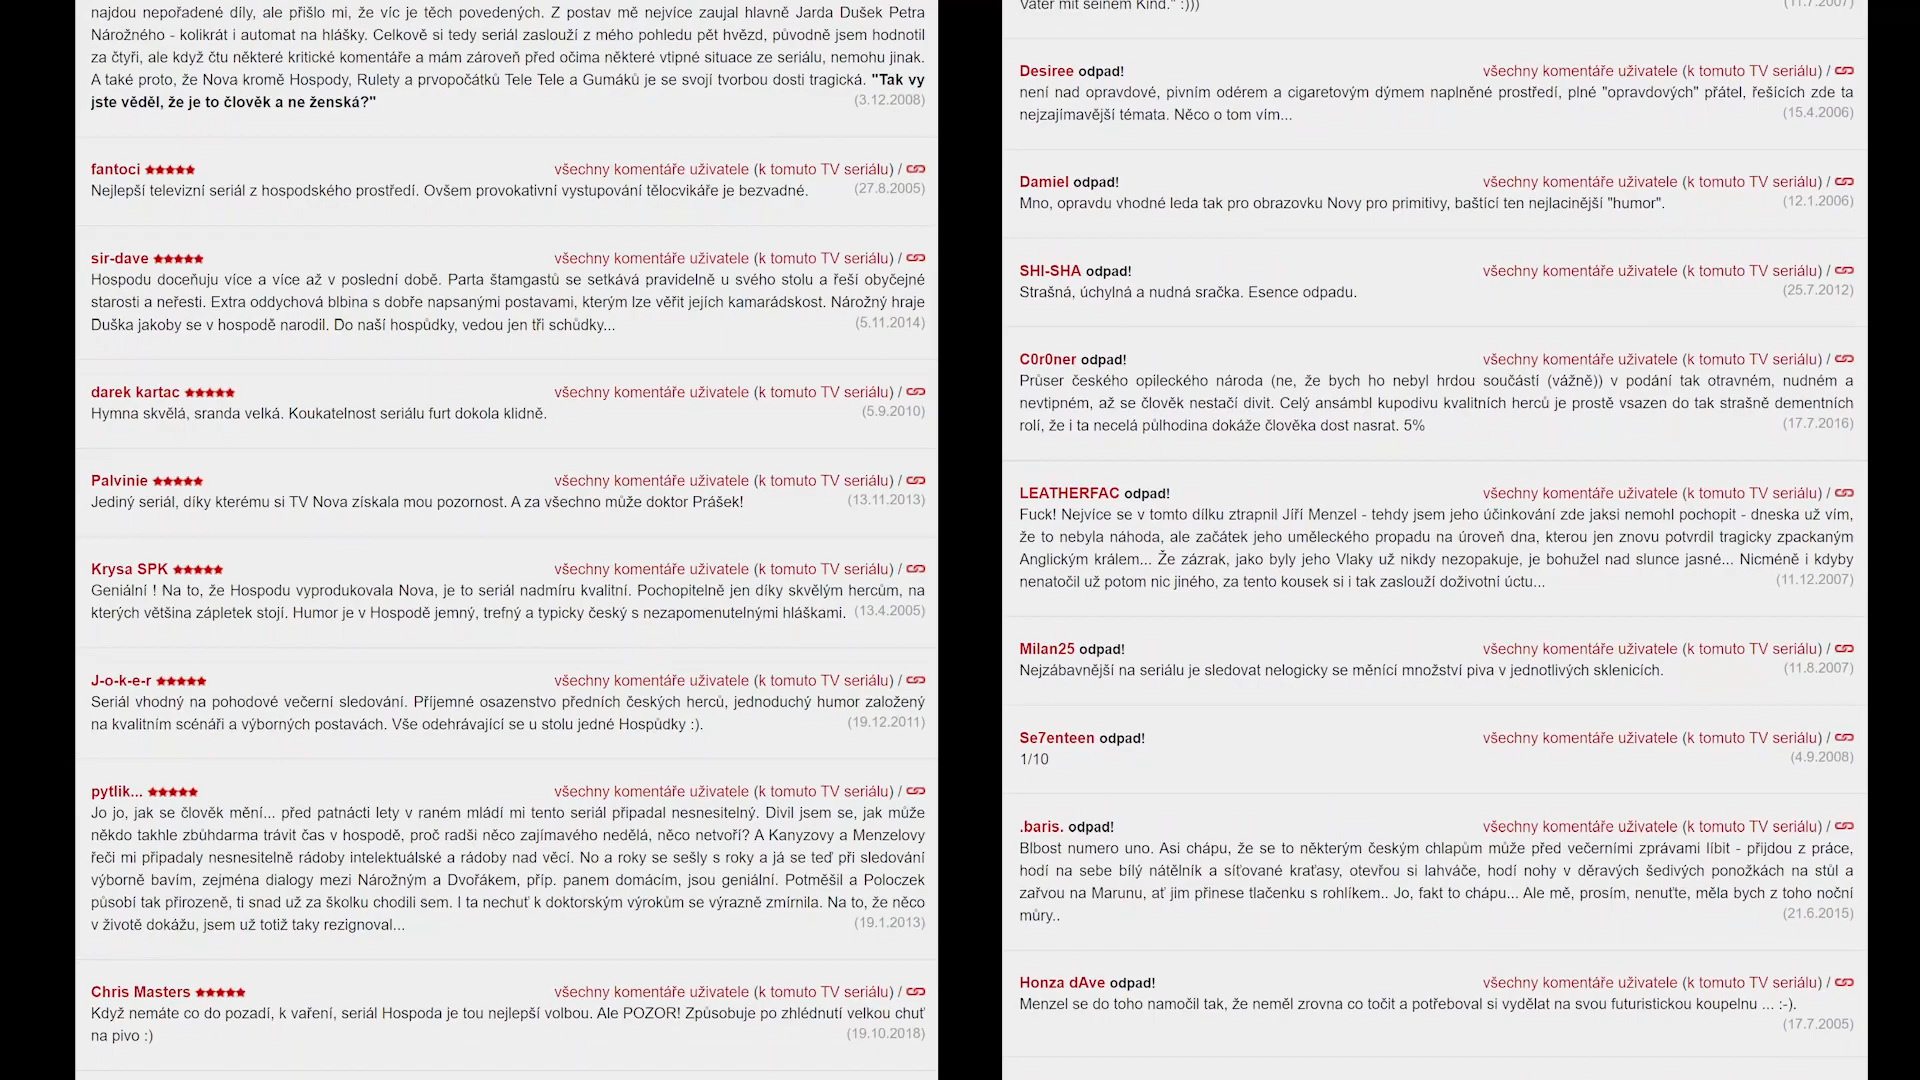 najdou nepořadené díly, ale přišlo mi, že víc je těch povedených. Z postav mě nejvíce zaujal hlavně Jarda Dušek Petra
Nárožného - kolikrát i automat na hlášky. Celkově si tedy seriál zaslouží z mého pohledu pět hvězd, původně jsem hodnotil
za čtyři, ale když čtu některé kritické komentáře a mám zároveň před očima některé vtipné situace ze seriálu, nemohu jinak.
A také proto, že Nova kromě Hospody, Rulety a prvopočátků Tele Tele a Gumáků je se svojí tvorbou dosti tragická. "Tak vy
jste věděl, že je to člověk a ne ženská?" (3.12.2008)
fantoci ★★★★★ všechny komentáře uživatele (k tomuto TV seriálu) /
Nejlepší televizní seriál z hospodského prostředí. Ovšem provokativní vystupování tělocvikáře je bezvadné. (27.8.2005)
sir-dave ★★★★★ všechny komentáře uživatele (k tomuto TV seriálu) /
Hospodu doceňuju více a více až v poslední době. Parta štamgastů se setkává pravidelně u svého stolu a řeší obyčejné
starosti a neřesti. Extra oddychová blbina s dobře napsanými postavami, kterým lze věřit jejích kamarádskost. Nárožný hraje
Duška jakoby se v hospodě narodil. Do naší hospůdky, vedou jen tři schůdky... (5.11.2014)
darek kartac ★★★★★ všechny komentáře uživatele (k tomuto TV seriálu) /
Hymna skvělá, sranda velká. Koukatelnost seriálu furt dokola klidně. (5.9.2010)
Palvinie ★★★★★ všechny komentáře uživatele (k tomuto TV seriálu) /
Jediný seriál, díky kterému si TV Nova získala mou pozornost. A za všechno může doktor Prášek! (13.11.2013)
Krysa SPK ★★★★★ všechny komentáře uživatele (k tomuto TV seriálu) /
Geniální ! Na to, že Hospodu vyprodukovala Nova, je to seriál nadmíru kvalitní. Pochopitelně jen díky skvělým hercům, na
kterých většina zápletek stojí. Humor je v Hospodě jemný, trefný a typicky český s nezapomenutelnými hláškami. (13.4.2005)
J-o-k-e-r ★★★★★ všechny komentáře uživatele (k tomuto TV seriálu) /
Seriál vhodný na pohodové večerní sledování. Příjemné osazenstvo předních českých herců, jednoduchý humor založený
na kvalitním scénáři a výborných postavách. Vše odehrávající se u stolu jedné Hospůdky :). (19.12.2011)
pytlik... ★★★★★ všechny komentáře uživatele (k tomuto TV seriálu) /
Jo jo, jak se člověk mění... před patnácti lety v raném mládí mi tento seriál připadal nesnesitelný. Divil jsem se, jak může
někdo takhle zbůhdarma trávit čas v hospodě, proč radši něco zajímavého nedělá, něco netvoří? A Kanyzovy a Menzelovy
řeči mi připadaly nesnesitelně rádoby intelektuálské a rádoby nad věcí. No a roky se sešly s roky a já se teď při sledování
výborně bavím, zejména dialogy mezi Nárožným a Dvořákem, příp. panem domácím, jsou geniální. Potměšil a Poloczek
působí tak přirozeně, ti snad už za školku chodili sem. I ta nechuť k doktorským výrokům se výrazně zmírnila. Na to, že něco
v životě dokážu, jsem už totiž taky rezignoval... (19.1.2013)
Chris Masters ★★★★★ všechny komentáře uživatele (k tomuto TV seriálu) /
Když nemáte co do pozadí, k vaření, seriál Hospoda je tou nejlepší volbou. Ale POZOR! Způsobuje po zhlédnutí velkou chuť
na pivo :) (19.10.2018)
Vater mit seinem Kind." :))) (11.7.2007)
Desiree odpad! všechny komentáře uživatele (k tomuto TV seriálu) /
není nad opravdové, pivním odérem a cigaretovým dýmem naplněné prostředí, plné "opravdových" přátel, řešících zde ta
nejzajímavější témata. Něco o tom vím... (15.4.2006)
Damiel odpad! všechny komentáře uživatele (k tomuto TV seriálu) /
Mno, opravdu vhodné leda tak pro obrazovku Novy pro primitivy, baštící ten nejlacinější "humor". (12.1.2006)
SHI-SHA odpad! všechny komentáře uživatele (k tomuto TV seriálu) /
Strašná, úchylná a nudná sračka. Esence odpadu. (25.7.2012)
C0r0ner odpad! všechny komentáře uživatele (k tomuto TV seriálu) /
Průser českého opileckého národa (ne, že bych ho nebyl hrdou součástí (vážně)) v podání tak otravném, nudném a
nevtipném, až se člověk nestačí divit. Celý ansámbl kupodivu kvalitních herců je prostě vsazen do tak strašně dementních
rolí, že i ta necelá půlhodina dokáže člověka dost nasrat. 5% (17.7.2016)
LEATHERFAC odpad! všechny komentáře uživatele (k tomuto TV seriálu) /
Fuck! Nejvíce se v tomto dílku ztrapnil Jíří Menzel - tehdy jsem jeho účinkování zde jaksi nemohl pochopit - dneska už vím,
že to nebyla náhoda, ale začátek jeho uměleckého propadu na úroveň dna, kterou jen znovu potvrdil tragicky zpackaným
Anglickým králem... Že zázrak, jako byly jeho Vlaky už nikdy nezopakuje, je bohužel nad slunce jasné... Nicméně i kdyby
nenatočil už potom nic jiného, za tento kousek si i tak zaslouží doživotní úctu... (11.12.2007)
Milan25 odpad! všechny komentáře uživatele (k tomuto TV seriálu) /
Nejzábavnější na seriálu je sledovat nelogicky se měnící množství piva v jednotlivých sklenicích. (11.8.2007)
Se7enteen odpad! všechny komentáře uživatele (k tomuto TV seriálu) /
1/10 (4.9.2008)
.baris. odpad! všechny komentáře uživatele (k tomuto TV seriálu) /
Blbost numero uno. Asi chápu, že se to některým českým chlapům může před večerními zprávami líbit - přijdou z práce,
hodí na sebe bílý nátělník a síťované kraťasy, otevřou si lahváče, hodí nohy v děravých šedivých ponožkách na stůl a
zařvou na Marunu, ať jim přinese tlačenku s rohlíkem.. Jo, fakt to chápu... Ale mě, prosím, nenuťte, měla bych z toho noční
můry.. (21.6.2015)
Honza dAve odpad! všechny komentáře uživatele (k tomuto TV seriálu) /
Menzel se do toho namočil tak, že neměl zrovna co točit a potřeboval si vydělat na svou futuristickou koupelnu ... :-).
(17.7.2005)